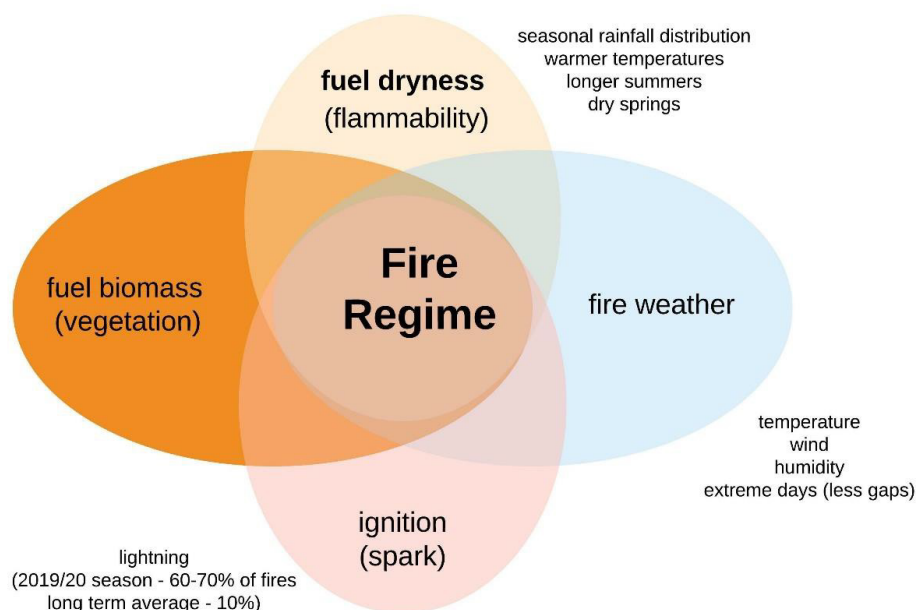 seasonal rainfall distribution
warmer temperatures
longer summers
dry springs
fuel dryness
(flammability)
fuel biomass
(vegetation)
Fire
Regime
fire weather
temperature
wind
humidity
extreme days (less gaps)
ignition
(spark)
lightning
(2019/20 season - 60-70% of fires
long term average - 10%)